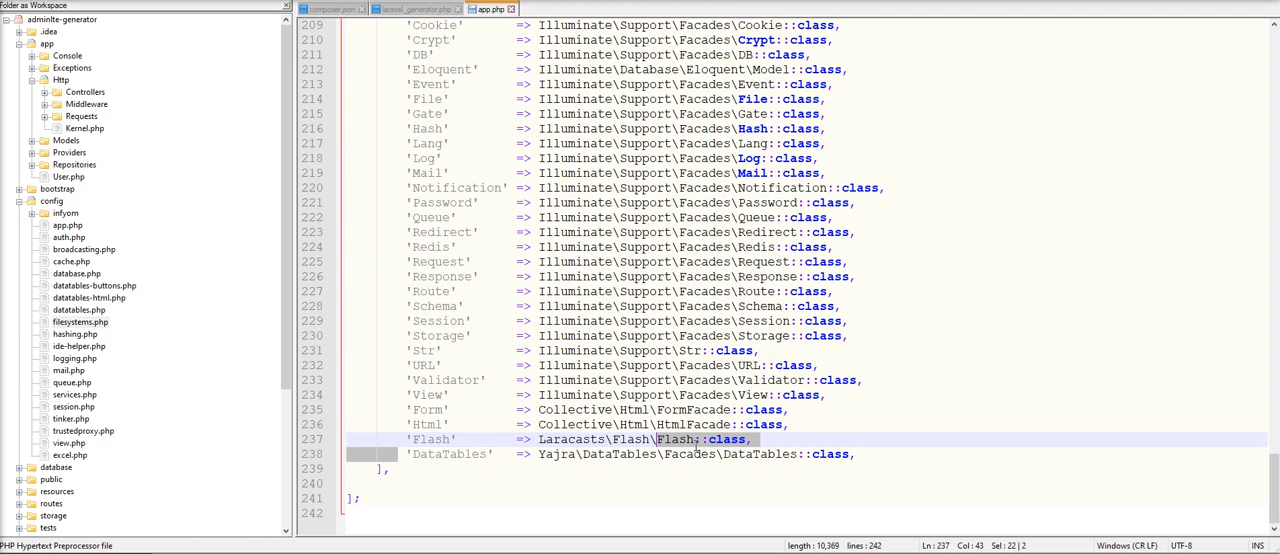 Folder as Workspace
adminlte-generator
.idea
app
Console
Exceptions
Http
Controllers
Middleware
Requests
Kernel.php
Models
Providers
Repositories
User.php
bootstrap
config
infyom
app.php
auth.php
broadcasting.php
cache.php
database.php
datatables-buttons.php
datatables-html.php
datatables.php
filesystems.php
hashing.php
ide-helper.php
logging.php
mail.php
queue.php
services.php
session.php
tinker.php
trustedproxy.php
view.php
excel.php
database
public
resources
routes
storage
tests
composer.json laravel_generator.php app.php
209 'Cookie' => Illuminate\Support\Facades\Cookie::class,
210 'Crypt' => Illuminate\Support\Facades\Crypt::class,
211 'DB' => Illuminate\Support\Facades\DB::class,
212 'Eloquent' => Illuminate\Database\Eloquent\Model::class,
213 'Event' => Illuminate\Support\Facades\Event::class,
214 'File' => Illuminate\Support\Facades\File::class,
215 'Gate' => Illuminate\Support\Facades\Gate::class,
216 'Hash' => Illuminate\Support\Facades\Hash::class,
217 'Lang' => Illuminate\Support\Facades\Lang::class,
218 'Log' => Illuminate\Support\Facades\Log::class,
219 'Mail' => Illuminate\Support\Facades\Mail::class,
220 'Notification' => Illuminate\Support\Facades\Notification::class,
221 'Password' => Illuminate\Support\Facades\Password::class,
222 'Queue' => Illuminate\Support\Facades\Queue::class,
223 'Redirect' => Illuminate\Support\Facades\Redirect::class,
224 'Redis' => Illuminate\Support\Facades\Redis::class,
225 'Request' => Illuminate\Support\Facades\Request::class,
226 'Response' => Illuminate\Support\Facades\Response::class,
227 'Route' => Illuminate\Support\Facades\Route::class,
228 'Schema' => Illuminate\Support\Facades\Schema::class,
229 'Session' => Illuminate\Support\Facades\Session::class,
230 'Storage' => Illuminate\Support\Facades\Storage::class,
231 'Str' => Illuminate\Support\Str::class,
232 'URL' => Illuminate\Support\Facades\URL::class,
233 'Validator' => Illuminate\Support\Facades\Validator::class,
234 'View' => Illuminate\Support\Facades\View::class,
235 'Form' => Collective\Html\FormFacade::class,
236 'Html' => Collective\Html\HtmlFacade::class,
237 'Flash' => Laracasts\Flash\Flash::class,
238 'DataTables' => Yajra\DataTables\Facades\DataTables::class,
239 ],
240
241 ];
242
PHP Hypertext Preprocessor file length : 10,369 lines : 242 Ln : 237 Col : 43 Sel : 22 | 2 Windows (CR LF) UTF-8 INS